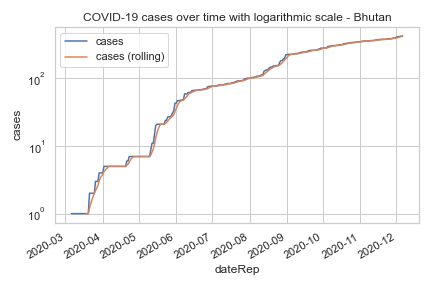 COVID-19 cases over time with logarithmic scale - Bhutan
cases
cases (rolling)
10²
10¹
10⁰
cases
2020-03
2020-04
2020-05
2020-06
2020-07
2020-08
2020-09
2020-10
2020-11
2020-12
dateRep